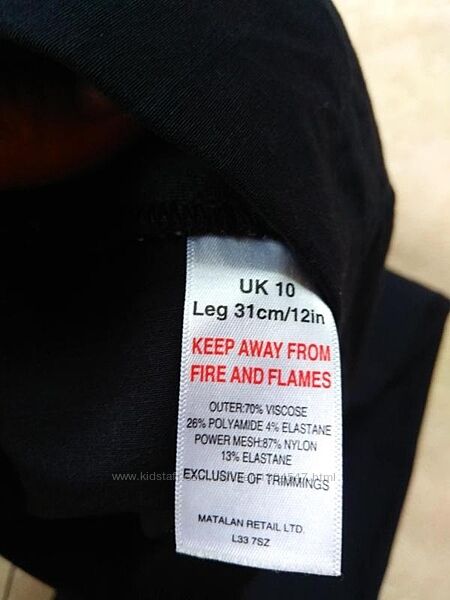 UK 10
Leg 31cm/12in
KEEP AWAY FROM
FIRE AND FLAMES
OUTER:70% VISCOSE
26% POLYAMIDE 4% ELASTANE
POWER MESH:87% NYLON
13% ELASTANE
EXCLUSIVE OF TRIMMINGS
MATALAN RETAIL LTD.
L33 7SZ